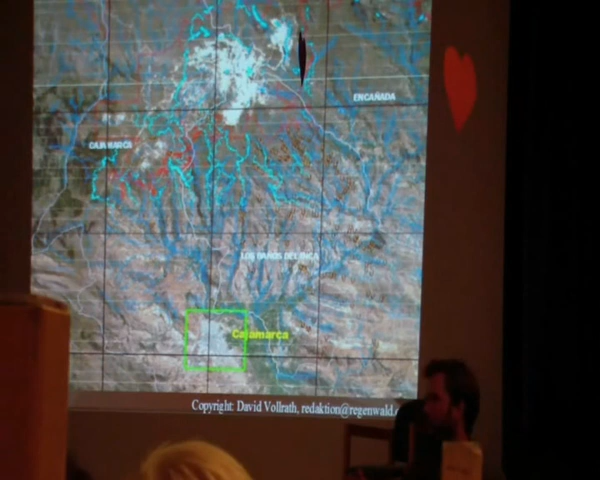 ENCAÑADA
CAJAMARCA
LOS BAÑOS DEL INCA
Cajamarca
Copyright: David Vollrath, redaktion@regenwald.